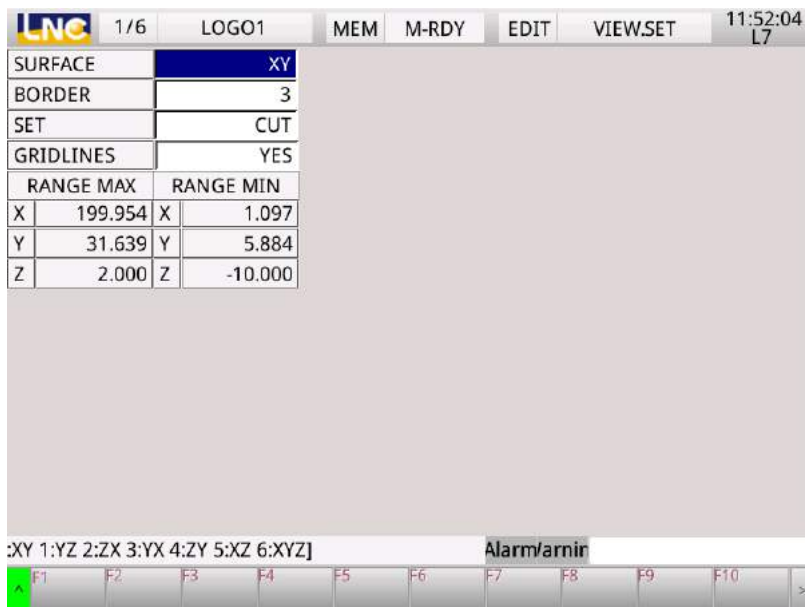 LNC 1/6 LOGO1 MEM M-RDY EDIT VIEW.SET 11:52:04
L7
SURFACE XY
BORDER 3
SET CUT
GRIDLINES YES
RANGE MAX RANGE MIN
X 199.954 X 1.097
Y 31.639 Y 5.884
Z 2.000 Z -10.000
:XY 1:YZ 2:ZX 3:YX 4:ZY 5:XZ 6:XYZ] Alarm/arnin
^ F1 F2 F3 F4 F5 F6 F7 F8 F9 F10 >